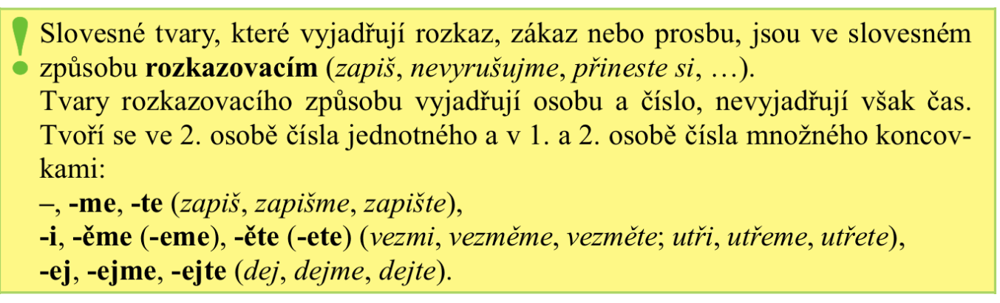 Slovesné tvary, které vyjadřují rozkaz, zákaz nebo prosbu, jsou ve slovesném
způsobu rozkazovacím (zapiš, nevyrušujme, přineste si, …).
Tvary rozkazovacího způsobu vyjadřují osobu a číslo, nevyjadřují však čas.
Tvoří se ve 2. osobě čísla jednotného a v 1. a 2. osobě čísla množného koncov-
kami:
–, -me, -te (zapiš, zapišme, zapište),
-i, -ěme (-eme), -ěte (-ete) (vezmi, vezměme, vezměte; utři, utřeme, utřete),
-ej, -ejme, -ejte (dej, dejme, dejte).